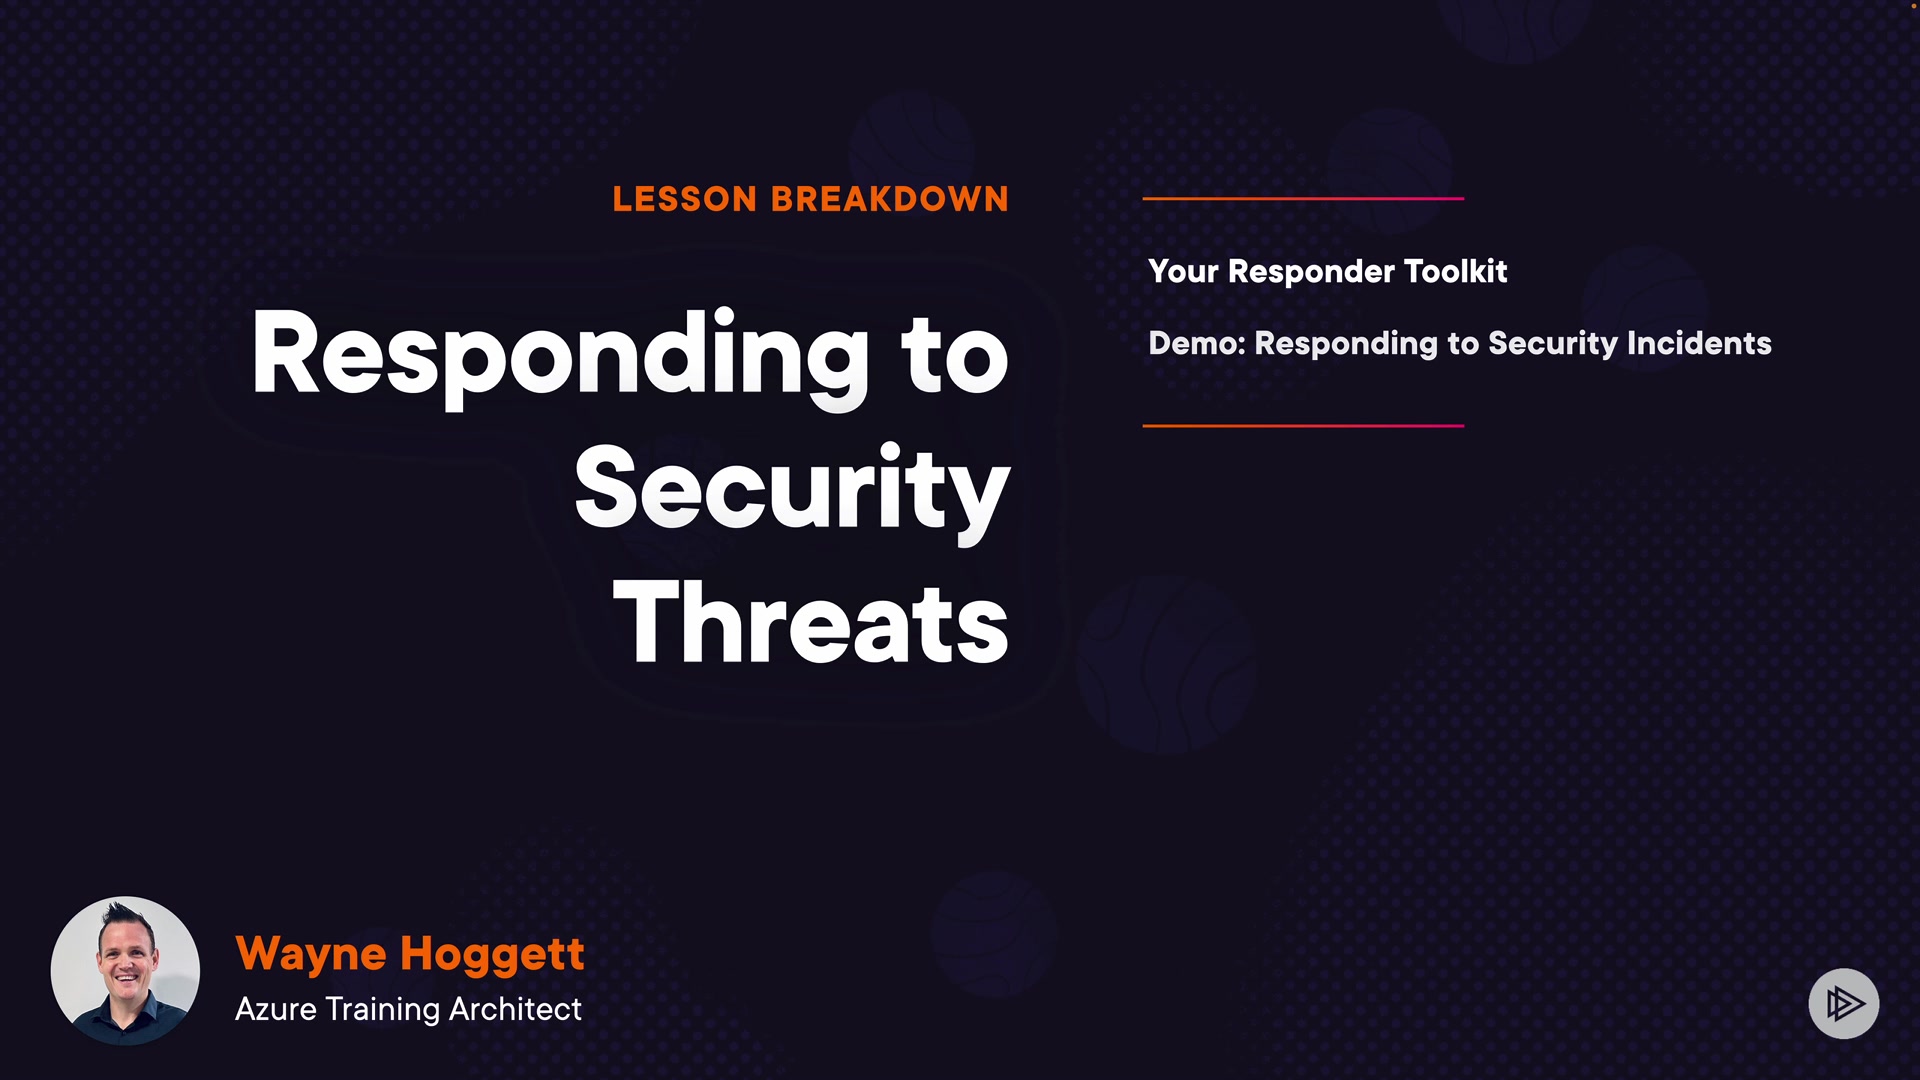 LESSON BREAKDOWN
Responding to
Security
Threats
Your Responder Toolkit
Demo: Responding to Security Incidents
Wayne Hoggett
Azure Training Architect